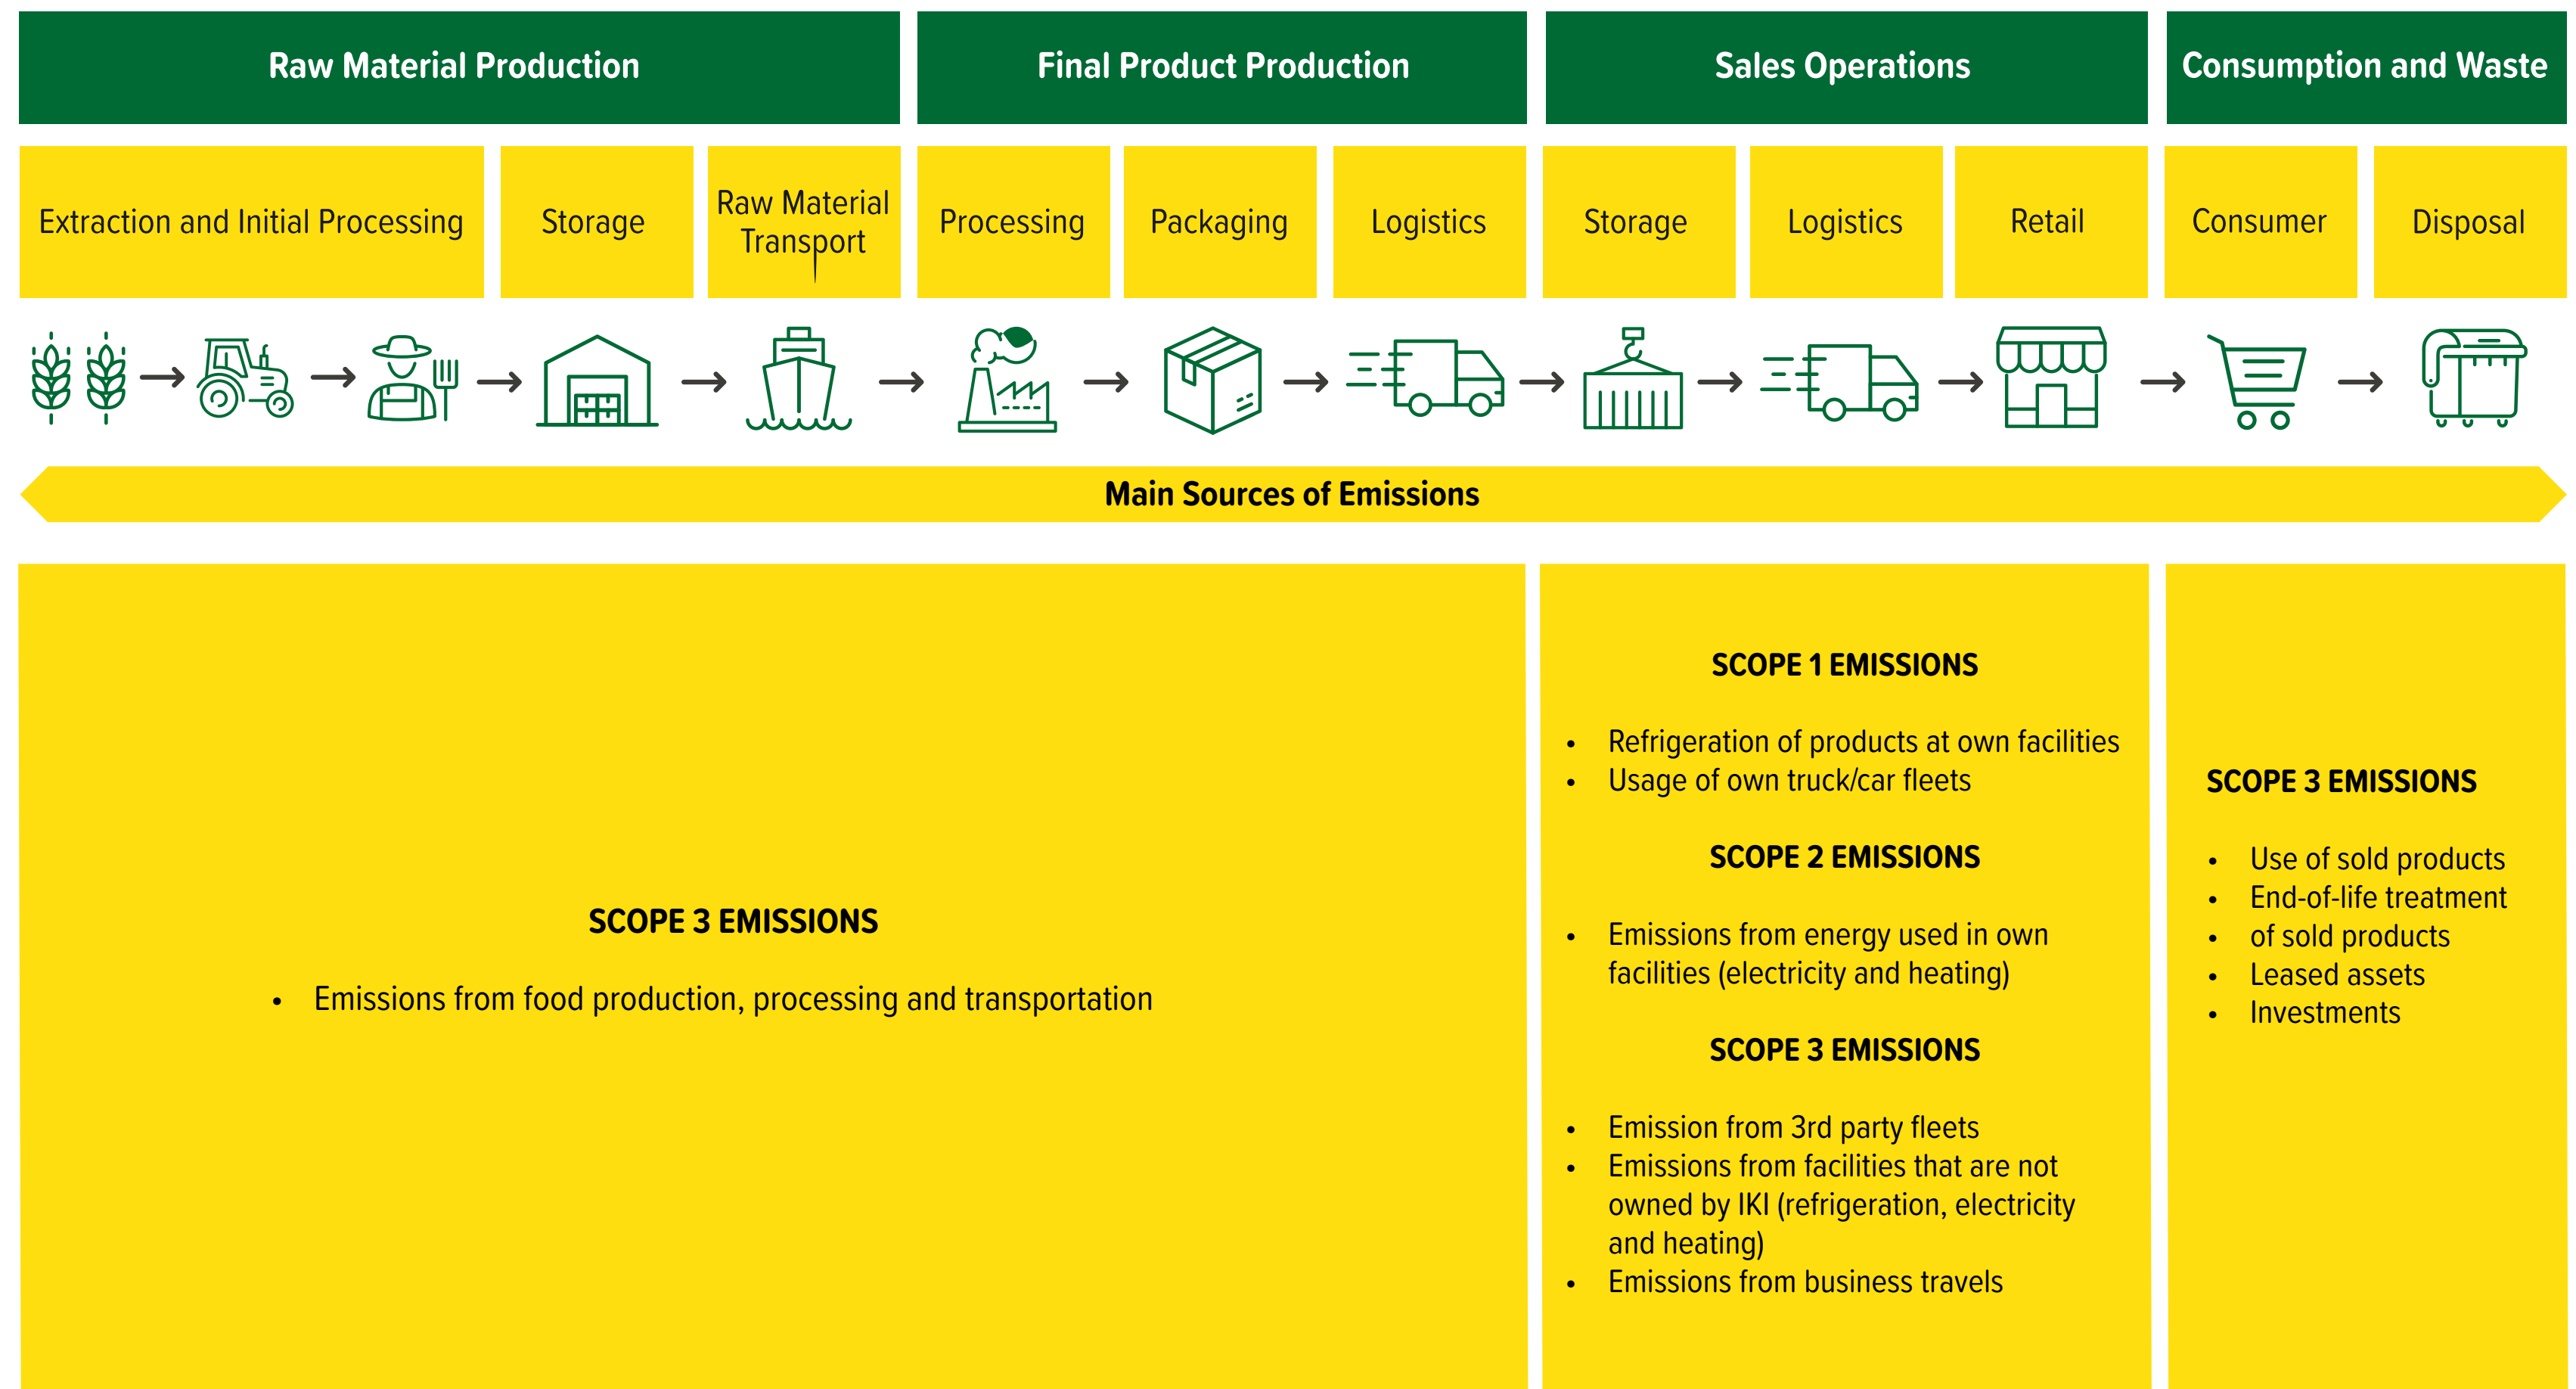 Raw Material Production
Final Product Production
Sales Operations
Consumption and Waste
Extraction and Initial Processing
Storage
Raw Material
Transport
Processing
Packaging
Logistics
Storage
Logistics
Retail
Consumer
Disposal
Main Sources of Emissions
SCOPE 3 EMISSIONS
• Emissions from food production, processing and transportation
SCOPE 1 EMISSIONS
• Refrigeration of products at own facilities
• Usage of own truck/car fleets
SCOPE 2 EMISSIONS
• Emissions from energy used in own
facilities (electricity and heating)
SCOPE 3 EMISSIONS
• Emission from 3rd party fleets
• Emissions from facilities that are not
owned by IKI (refrigeration, electricity
and heating)
• Emissions from business travels
SCOPE 3 EMISSIONS
• Use of sold products
• End-of-life treatment
• of sold products
• Leased assets
• Investments